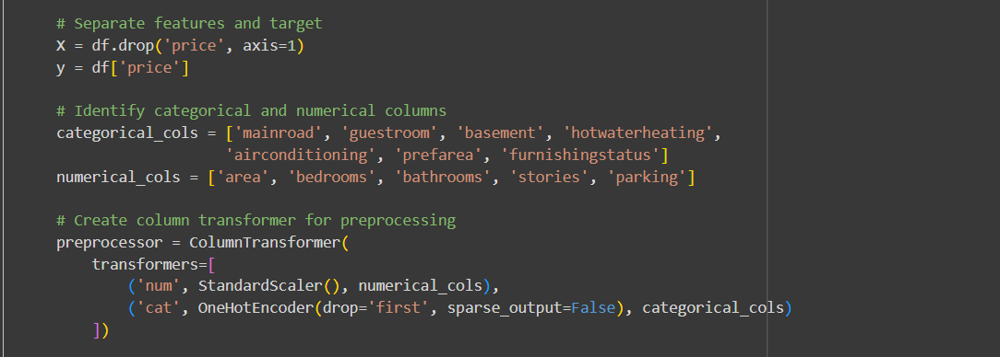 # Separate features and target
X = df.drop('price', axis=1)
y = df['price']
# Identify categorical and numerical columns
categorical_cols = ['mainroad', 'guestroom', 'basement', 'hotwaterheating',
'airconditioning', 'prefarea', 'furnishingstatus']
numerical_cols = ['area', 'bedrooms', 'bathrooms', 'stories', 'parking']
# Create column transformer for preprocessing
preprocessor = ColumnTransformer(
transformers=[
('num', StandardScaler(), numerical_cols),
('cat', OneHotEncoder(drop='first', sparse_output=False), categorical_cols)
])